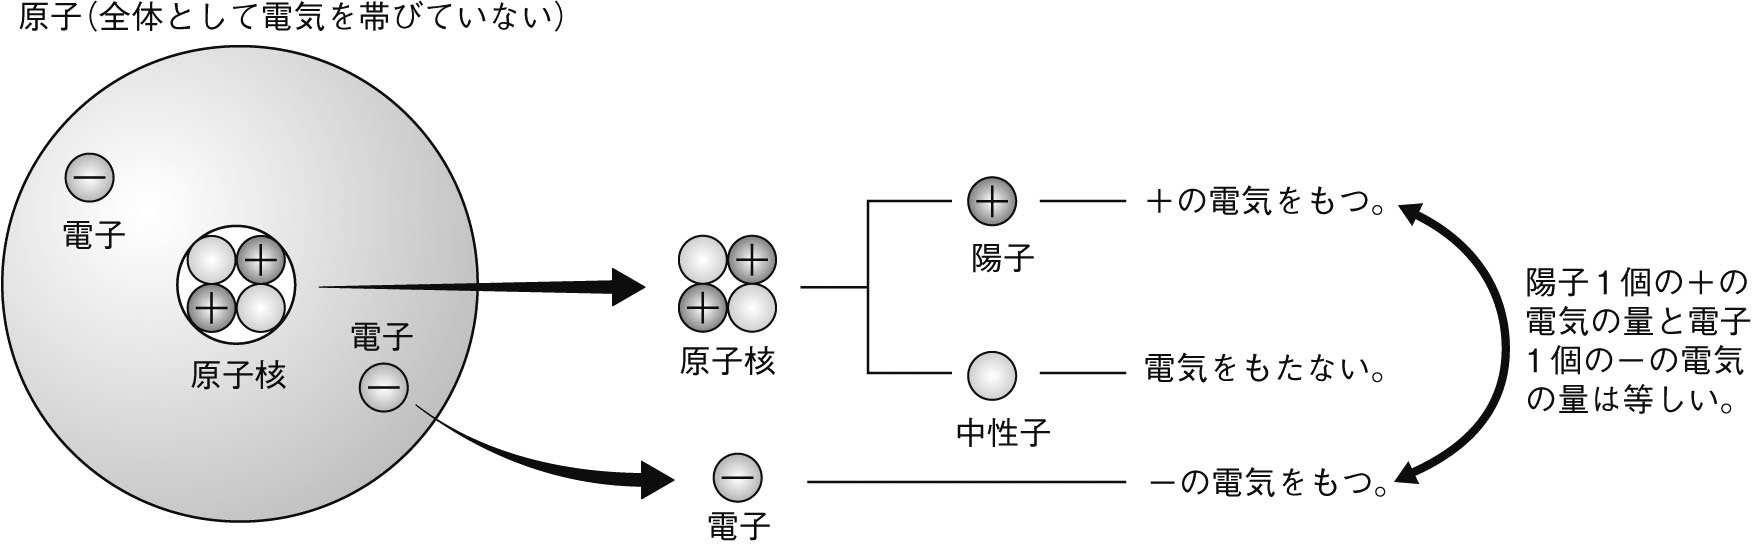 原子（全体として電気を帯びていない）
電子
原子核
電子
原子核
陽子
＋の電気をもつ。
中性子
電気をもたない。
電子
－の電気をもつ。
陽子１個の＋の
電気の量と電子
１個の－の電気
の量は等しい。